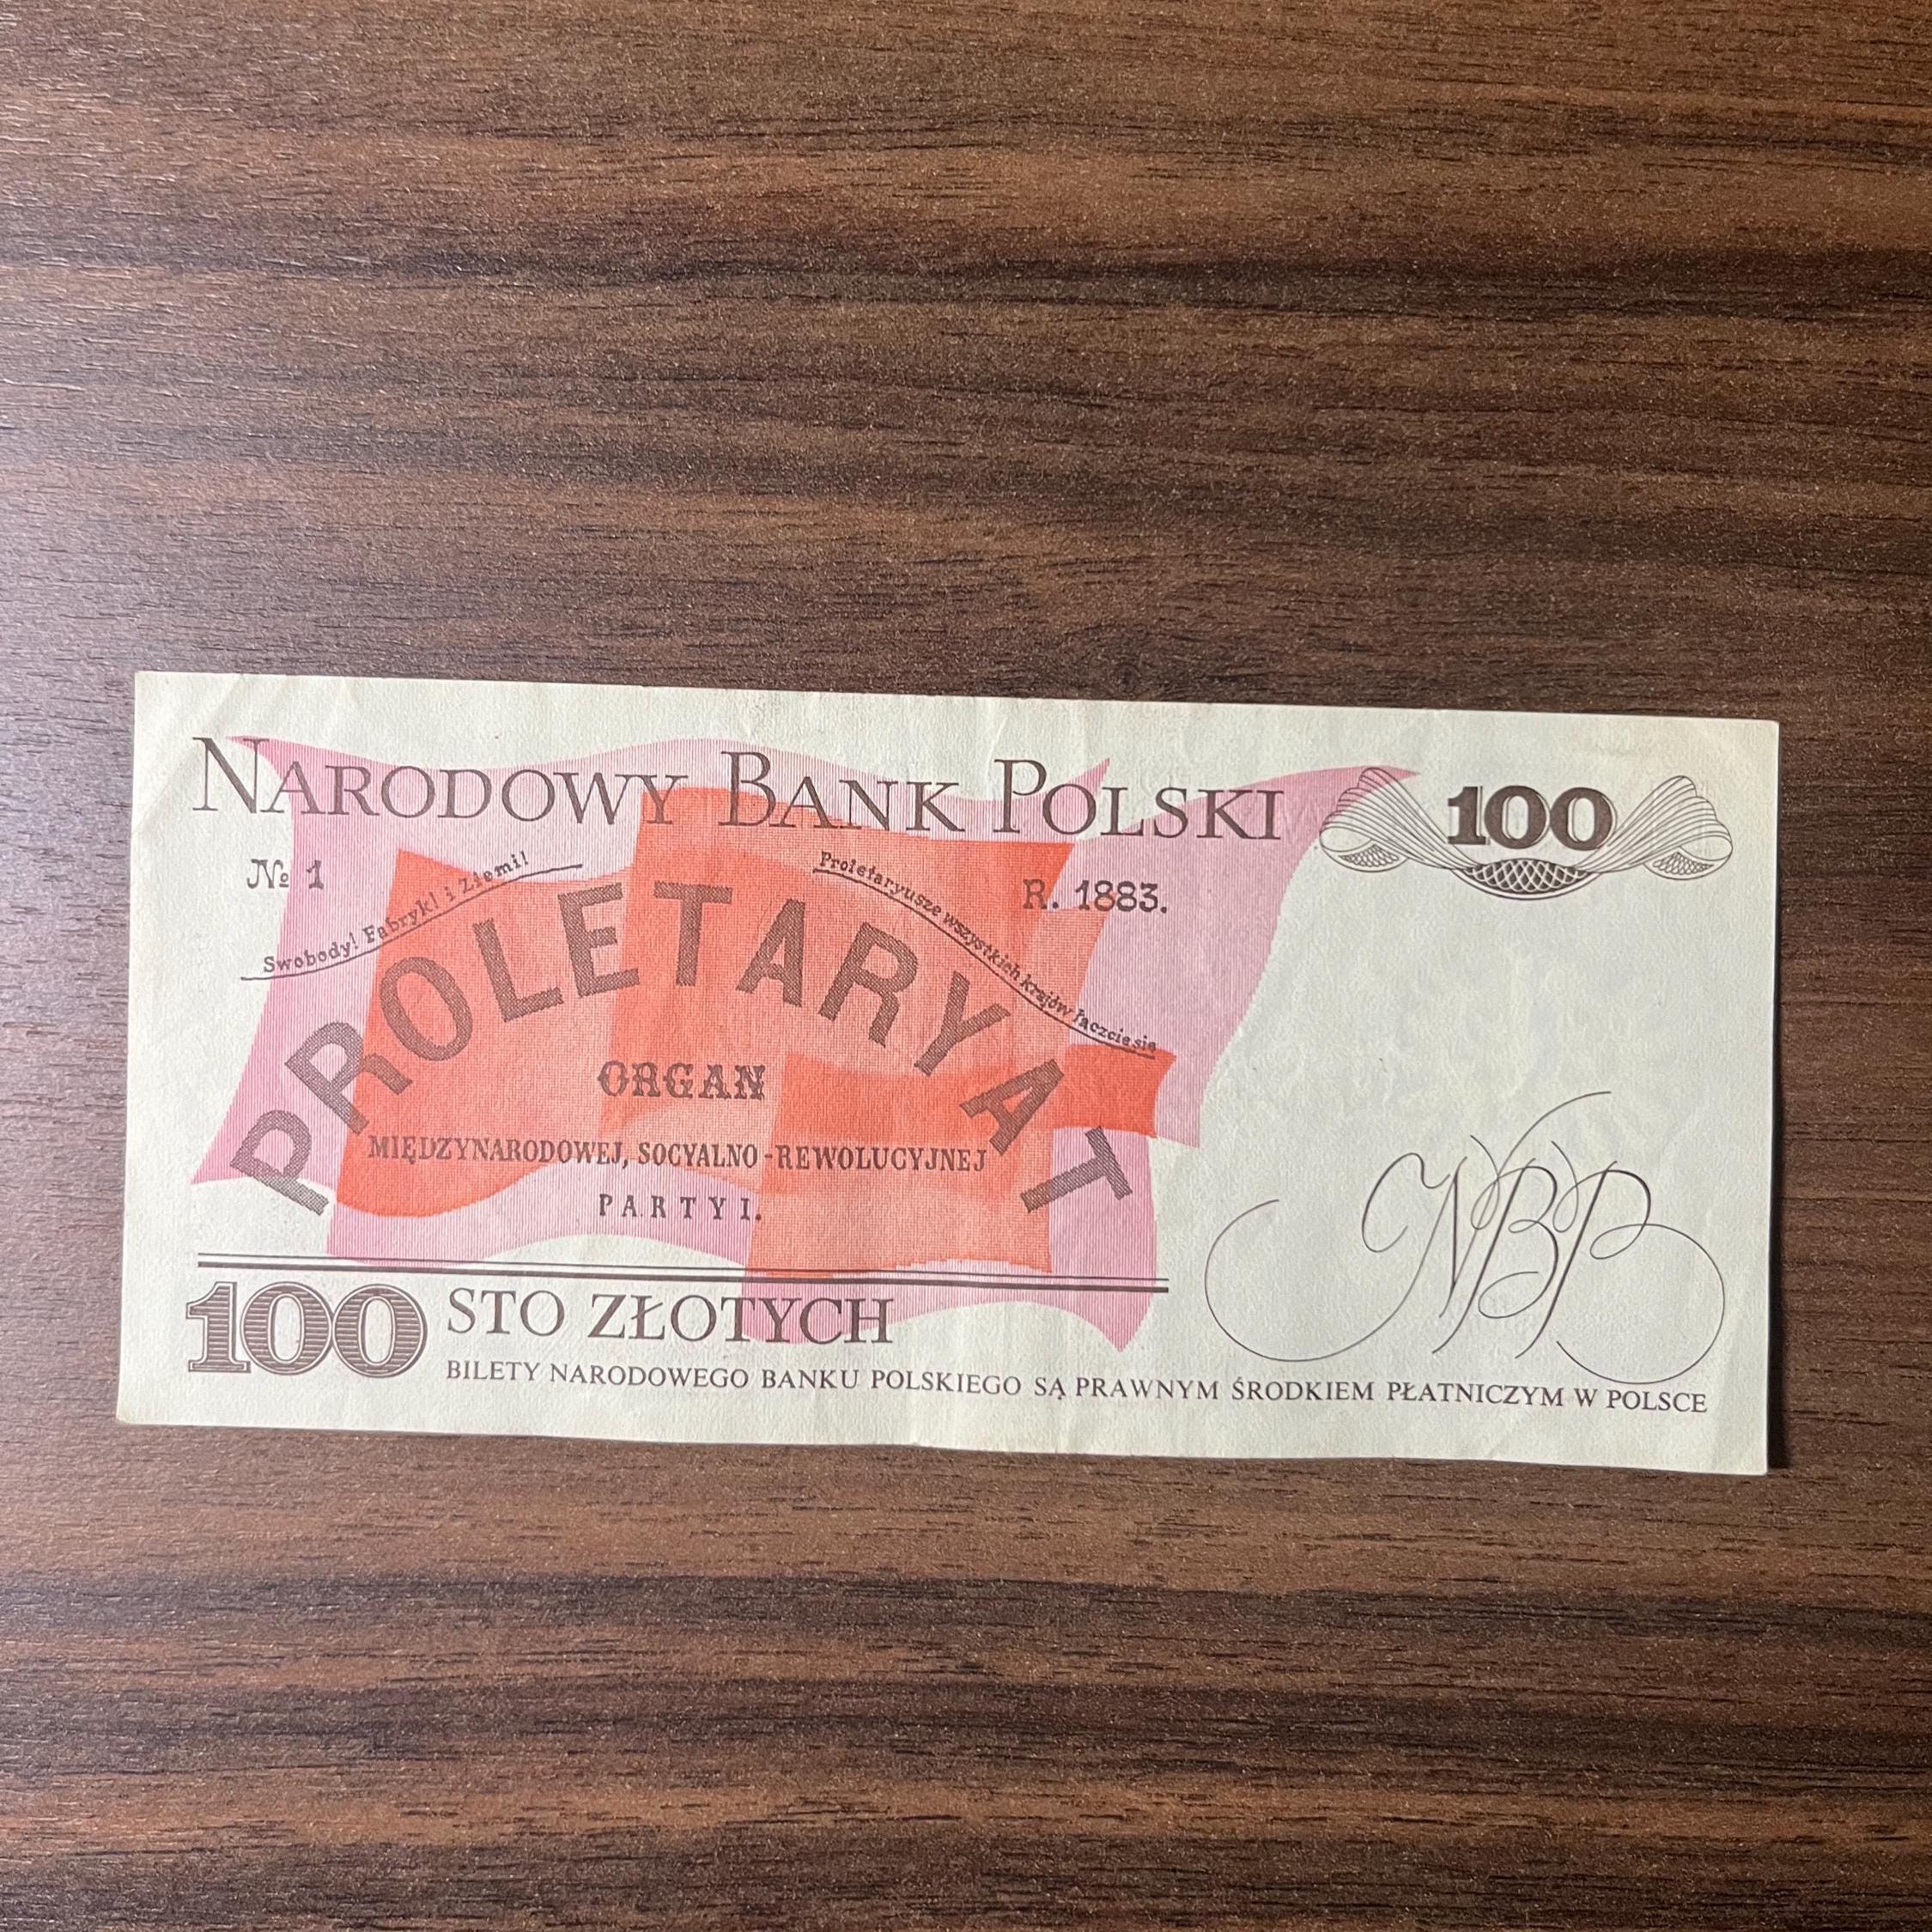 NARODOWY BANK POLSKI
100
№ 1
Swobody! Fabryki i Ziemi!
Proletaryusze wszystkich krajów łączcie się
R. 1883.
PROLETARYAT
ORGAN
MIĘDZYNARODOWEJ, SOCYALNO-REWOLUCYJNEJ
PARTYI.
NBP
100 STO ZŁOTYCH
BILETY NARODOWEGO BANKU POLSKIEGO SĄ PRAWNYM ŚRODKIEM PŁATNICZYM W POLSCE